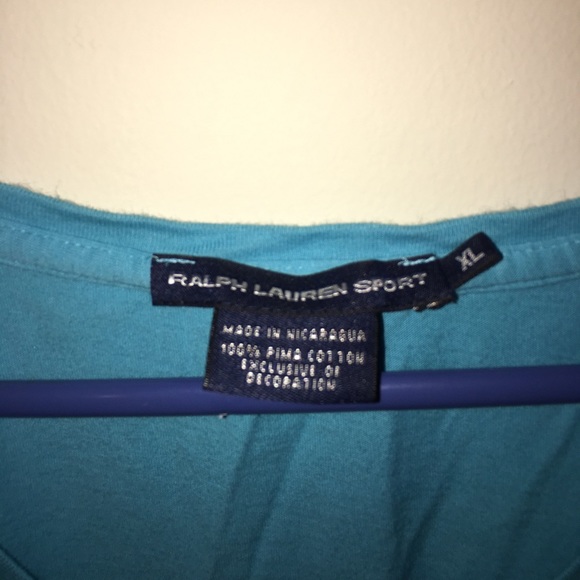 RALPH LAUREN SPORT
XL
MADE IN NICARAGUA
100% PIMA COTTON
EXCLUSIVE OF
DECORATION